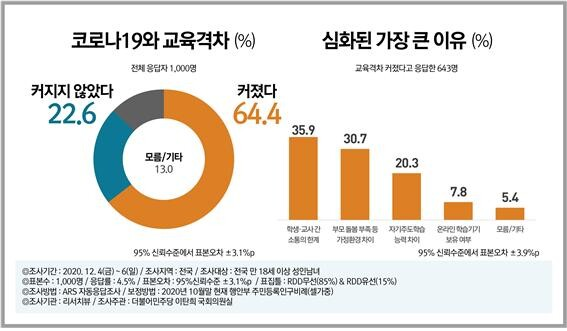 코로나19와 교육격차 (%)
전체 응답자 1,000명
커지지 않았다
22.6
커졌다
64.4
모름/기타
13.0
95% 신뢰수준에서 표본오차 ±3.1%p
심화된 가장 큰 이유 (%)
교육격차 커졌다고 응답한 643명
35.9
30.7
20.3
7.8
5.4
학생·교사 간
소통의 한계
부모 돌봄 부족 등
가정환경 차이
자기주도학습
능력 차이
온라인 학습기기
보유 여부
모름/기타
95% 신뢰수준에서 표본오차 ±3.9%p
◎조사기간 : 2020. 12. 4(금) ~ 6(일) / 조사지역 : 전국 / 조사대상 : 전국 만 18세 이상 성인남녀
◎표본수 : 1,000명 / 응답률 : 4.5% / 표본오차 : 95%신뢰수준 ±3.1%p / 표집틀 : RDD무선(85%) & RDD유선(15%)
◎조사방법 : ARS 자동응답조사 / 보정방법 : 2020년 10월말 현재 행안부 주민등록인구비례(셀가중)
◎조사기관 : 리서치뷰 / 조사주관 : 더불어민주당 이탄희 국회의원실